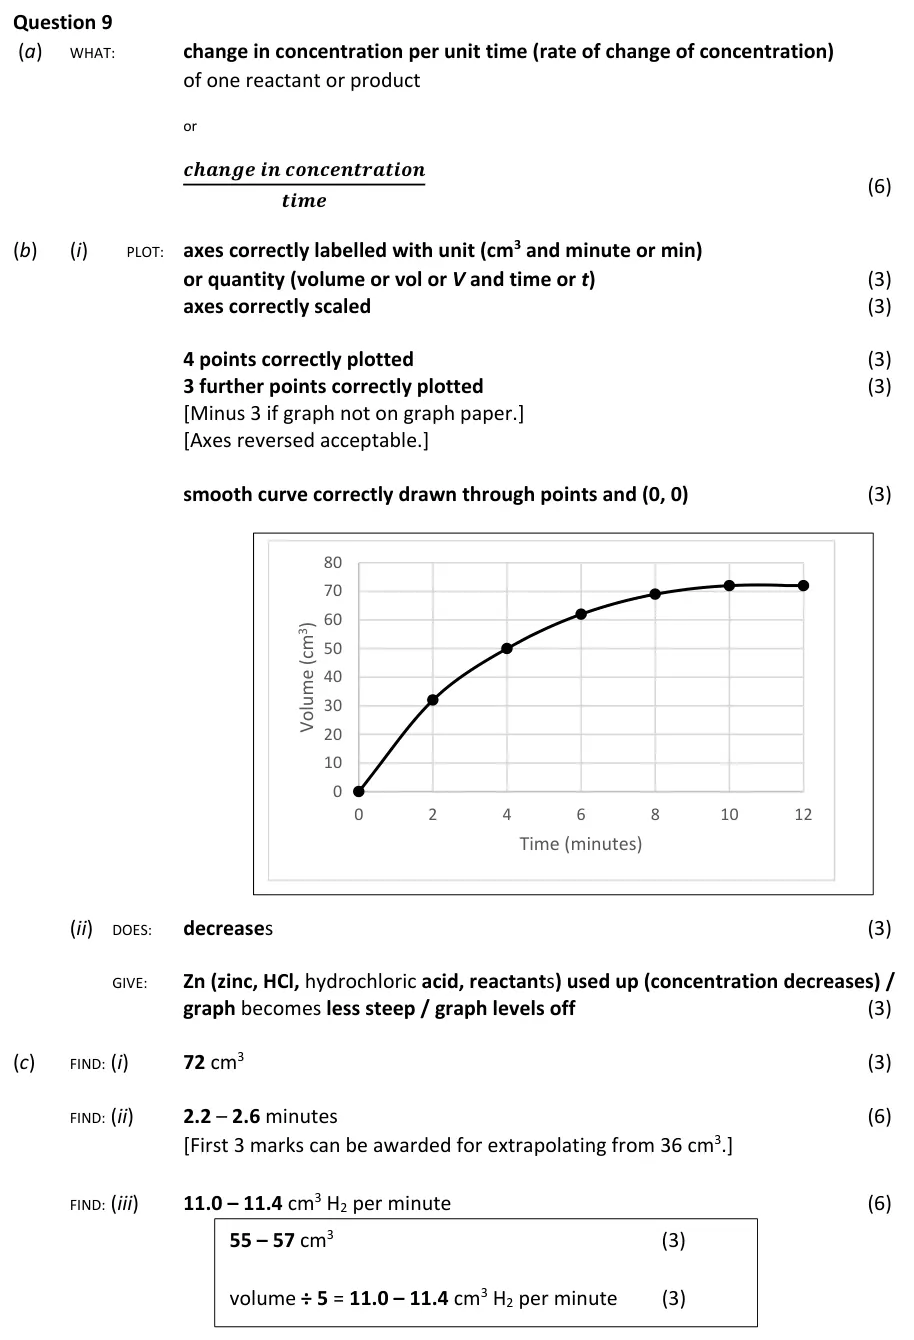 Question 9
(a) WHAT: change in concentration per unit time (rate of change of concentration)
of one reactant or product
or
change in concentration
time
(6)
(b) (i) PLOT: axes correctly labelled with unit (cm³ and minute or min)
or quantity (volume or vol or V and time or t) (3)
axes correctly scaled (3)
4 points correctly plotted (3)
3 further points correctly plotted (3)
[Minus 3 if graph not on graph paper.]
[Axes reversed acceptable.]
smooth curve correctly drawn through points and (0, 0) (3)
80
70
60
50
40
30
20
10
0
Volume (cm³)
0 2 4 6 8 10 12
Time (minutes)
(ii) DOES: decreases (3)
GIVE: Zn (zinc, HCl, hydrochloric acid, reactants) used up (concentration decreases) /
graph becomes less steep / graph levels off (3)
(c) FIND: (i) 72 cm³ (3)
FIND: (ii) 2.2 – 2.6 minutes (6)
[First 3 marks can be awarded for extrapolating from 36 cm³.]
FIND: (iii) 11.0 – 11.4 cm³ H₂ per minute (6)
55 – 57 cm³ (3)
volume ÷ 5 = 11.0 – 11.4 cm³ H₂ per minute (3)